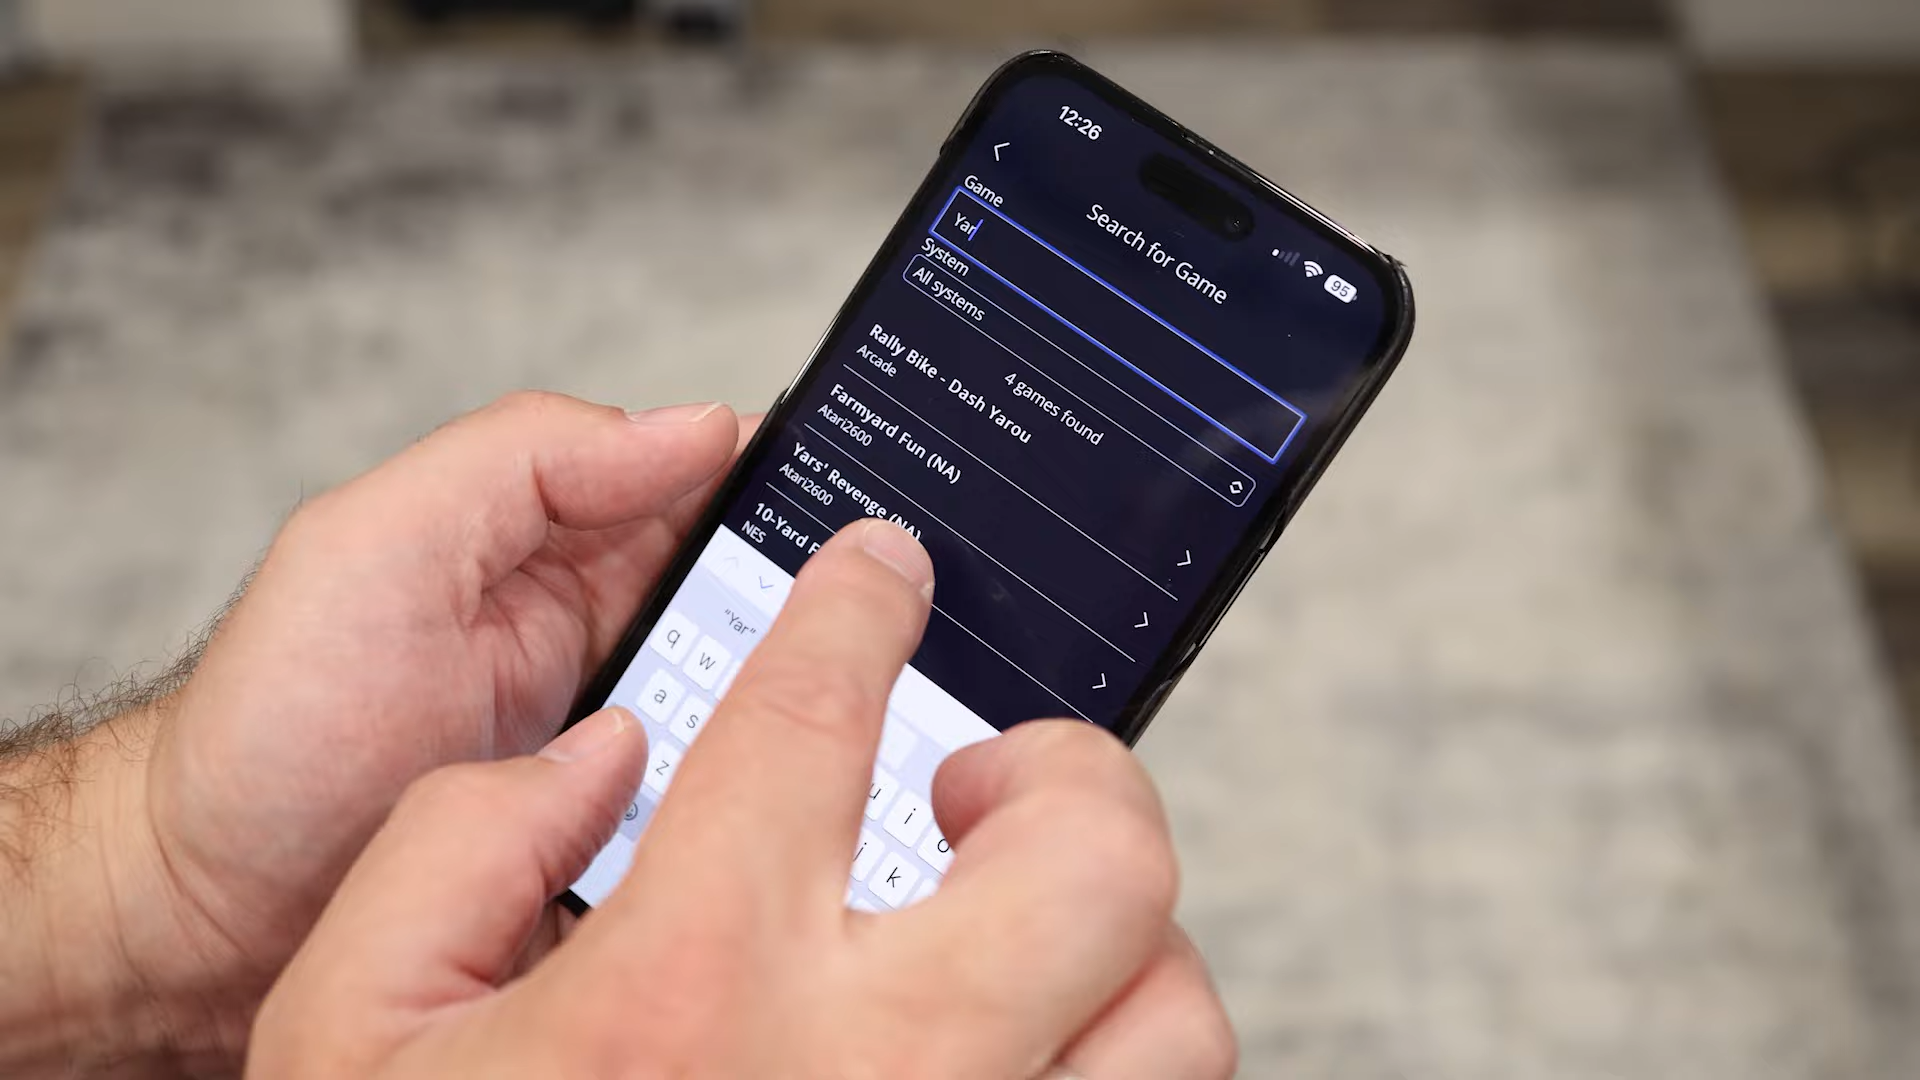 12:26
95
Search for Game
Game
Yar
System
All systems
4 games found
Rally Bike - Dash Yarou
Arcade
Farmyard Fun (NA)
Atari2600
Yars' Revenge (NA)
Atari2600
10-Yard
NES
"Yar"
q w
a s
z
u i o
j k